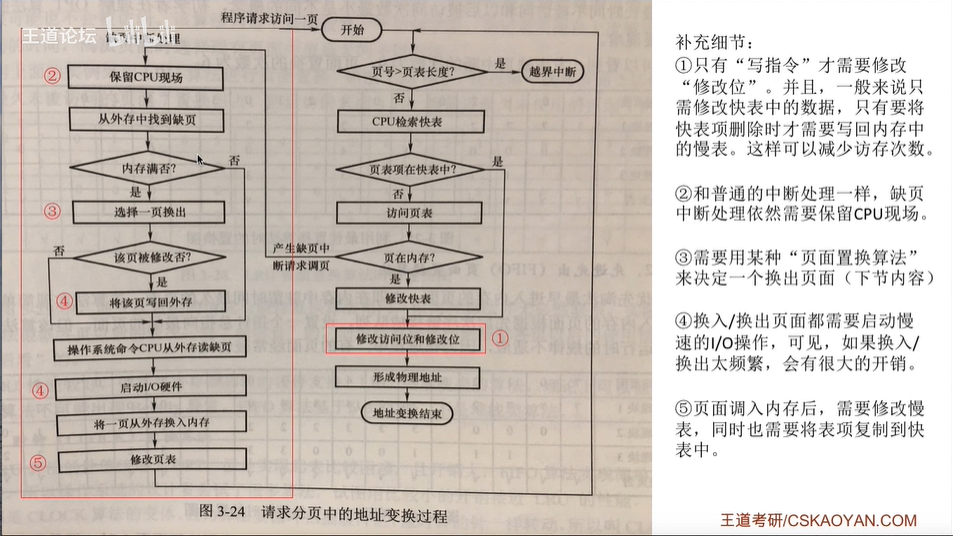 王道论坛
程序请求访问一页
开始
保留CPU现场
从外存中找到缺页
内存满否?
否
是
选择一页换出
该页被修改否?
否
是
将该页写回外存
操作系统命令CPU从外存读缺页
启动I/O硬件
将一页从外存换入内存
修改页表
②
③
④
④
⑤
页号>页表长度?
是
越界中断
否
CPU检索快表
页表项在快表中?
是
否
访问页表
产生缺页中
断请求调页
否
页在内存?
是
修改快表
修改访问位和修改位
①
形成物理地址
地址变换结束
图 3-24 请求分页中的地址变换过程
补充细节:
①只有“写指令”才需要修改
“修改位”。并且,一般来说只
需修改快表中的数据,只有要将
快表项删除时才需要写回内存中
的慢表。这样可以减少访存次数。
②和普通的中断处理一样,缺页
中断处理依然需要保留CPU现场。
③需要用某种“页面置换算法”
来决定一个换出页面(下节内容)
④换入/换出页面都需要启动慢
速的I/O操作,可见,如果换入/
换出太频繁,会有很大的开销。
⑤页面调入内存后,需要修改慢
表,同时也需要将表项复制到快
表中。
王道考研/CSKAOYAN.COM